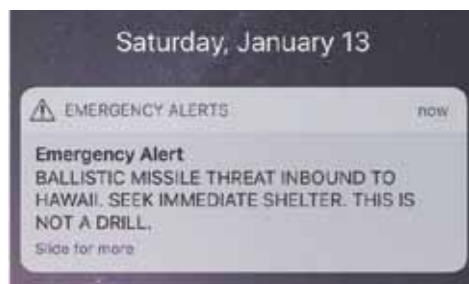 Saturday, January 13
EMERGENCY ALERTS now
Emergency Alert
BALLISTIC MISSILE THREAT INBOUND TO
HAWAII. SEEK IMMEDIATE SHELTER. THIS IS
NOT A DRILL.
Slide for more